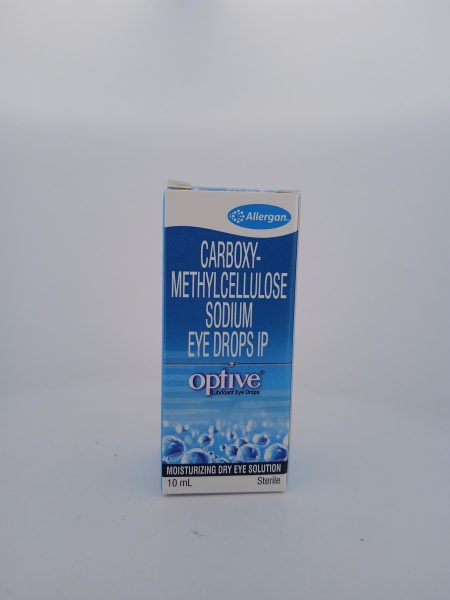 Allergan
CARBOXY-
METHYLCELLULOSE
SODIUM
EYE DROPS IP
optive®
Lubricant Eye Drops
MOISTURIZING DRY EYE SOLUTION
10 mL Sterile